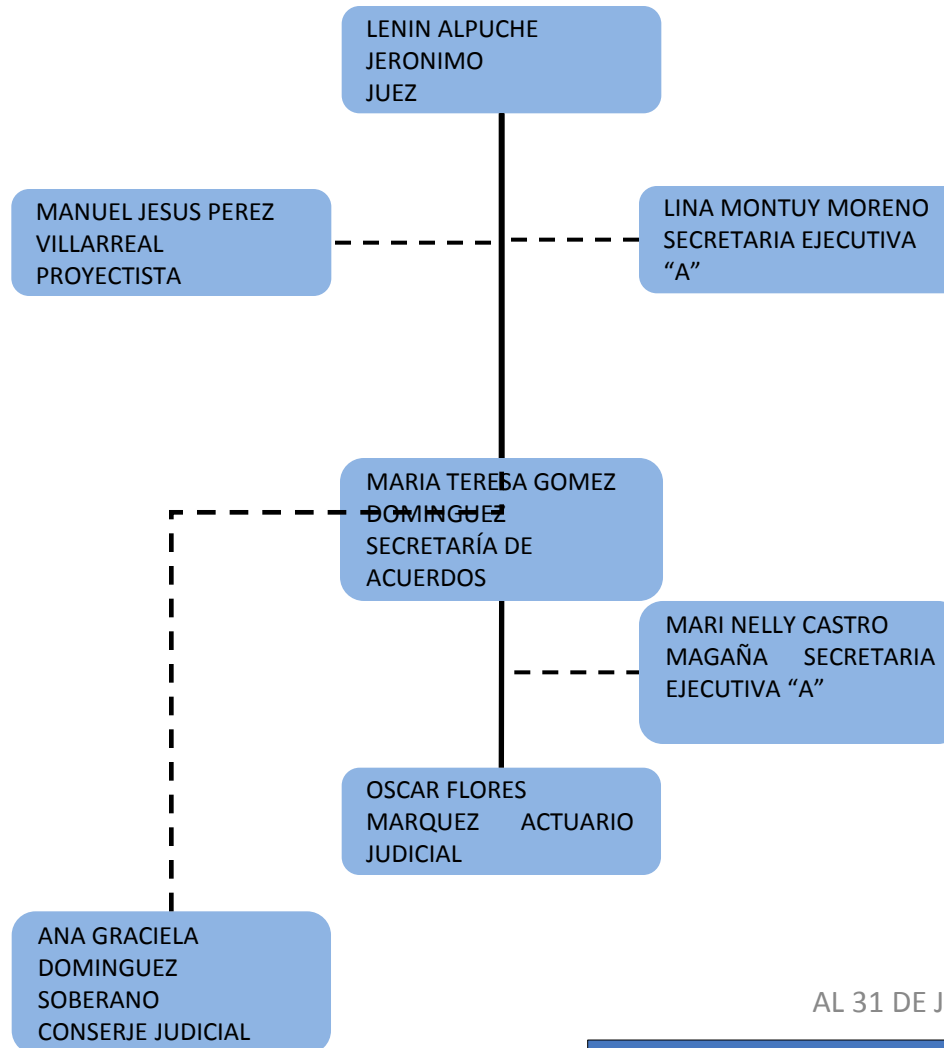 LENIN ALPUCHE
JERONIMO
JUEZ
MANUEL JESUS PEREZ
VILLARREAL
PROYECTISTA
LINA MONTUY MORENO
SECRETARIA EJECUTIVA
“A”
MARIA TERESA GOMEZ
DOMINGUEZ
SECRETARÍA DE
ACUERDOS
MARI NELLY CASTRO
MAGAÑA SECRETARIA
EJECUTIVA “A”
OSCAR FLORES
MARQUEZ ACTUARIO
JUDICIAL
ANA GRACIELA
DOMINGUEZ
SOBERANO
CONSERJE JUDICIAL
AL 31 DE J